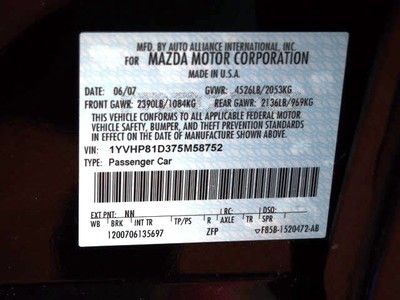 MFD. BY AUTO ALLIANCE INTERNATIONAL, INC.
FOR MAZDA MOTOR CORPORATION
MADE IN U.S.A.
06/07 GVWR: 4526LB/2053KG
FRONT GAWR: 2390LB/1084KG REAR GAWR: 2136LB/969KG
THIS VEHICLE CONFORMS TO ALL APPLICABLE FEDERAL MOTOR
VEHICLE SAFETY, BUMPER, AND THEFT PREVENTION STANDARDS
IN EFFECT ON THE DATE OF MANUFACTURE SHOWN ABOVE.
VIN: 1YVHP81D375M58752
TYPE: Passenger Car
EXT PNT: NN RC: DSO:
WB BRK INT TR TP/PS R AXLE TR SPR
1200706135697 ZFP F85B-1520472-AB